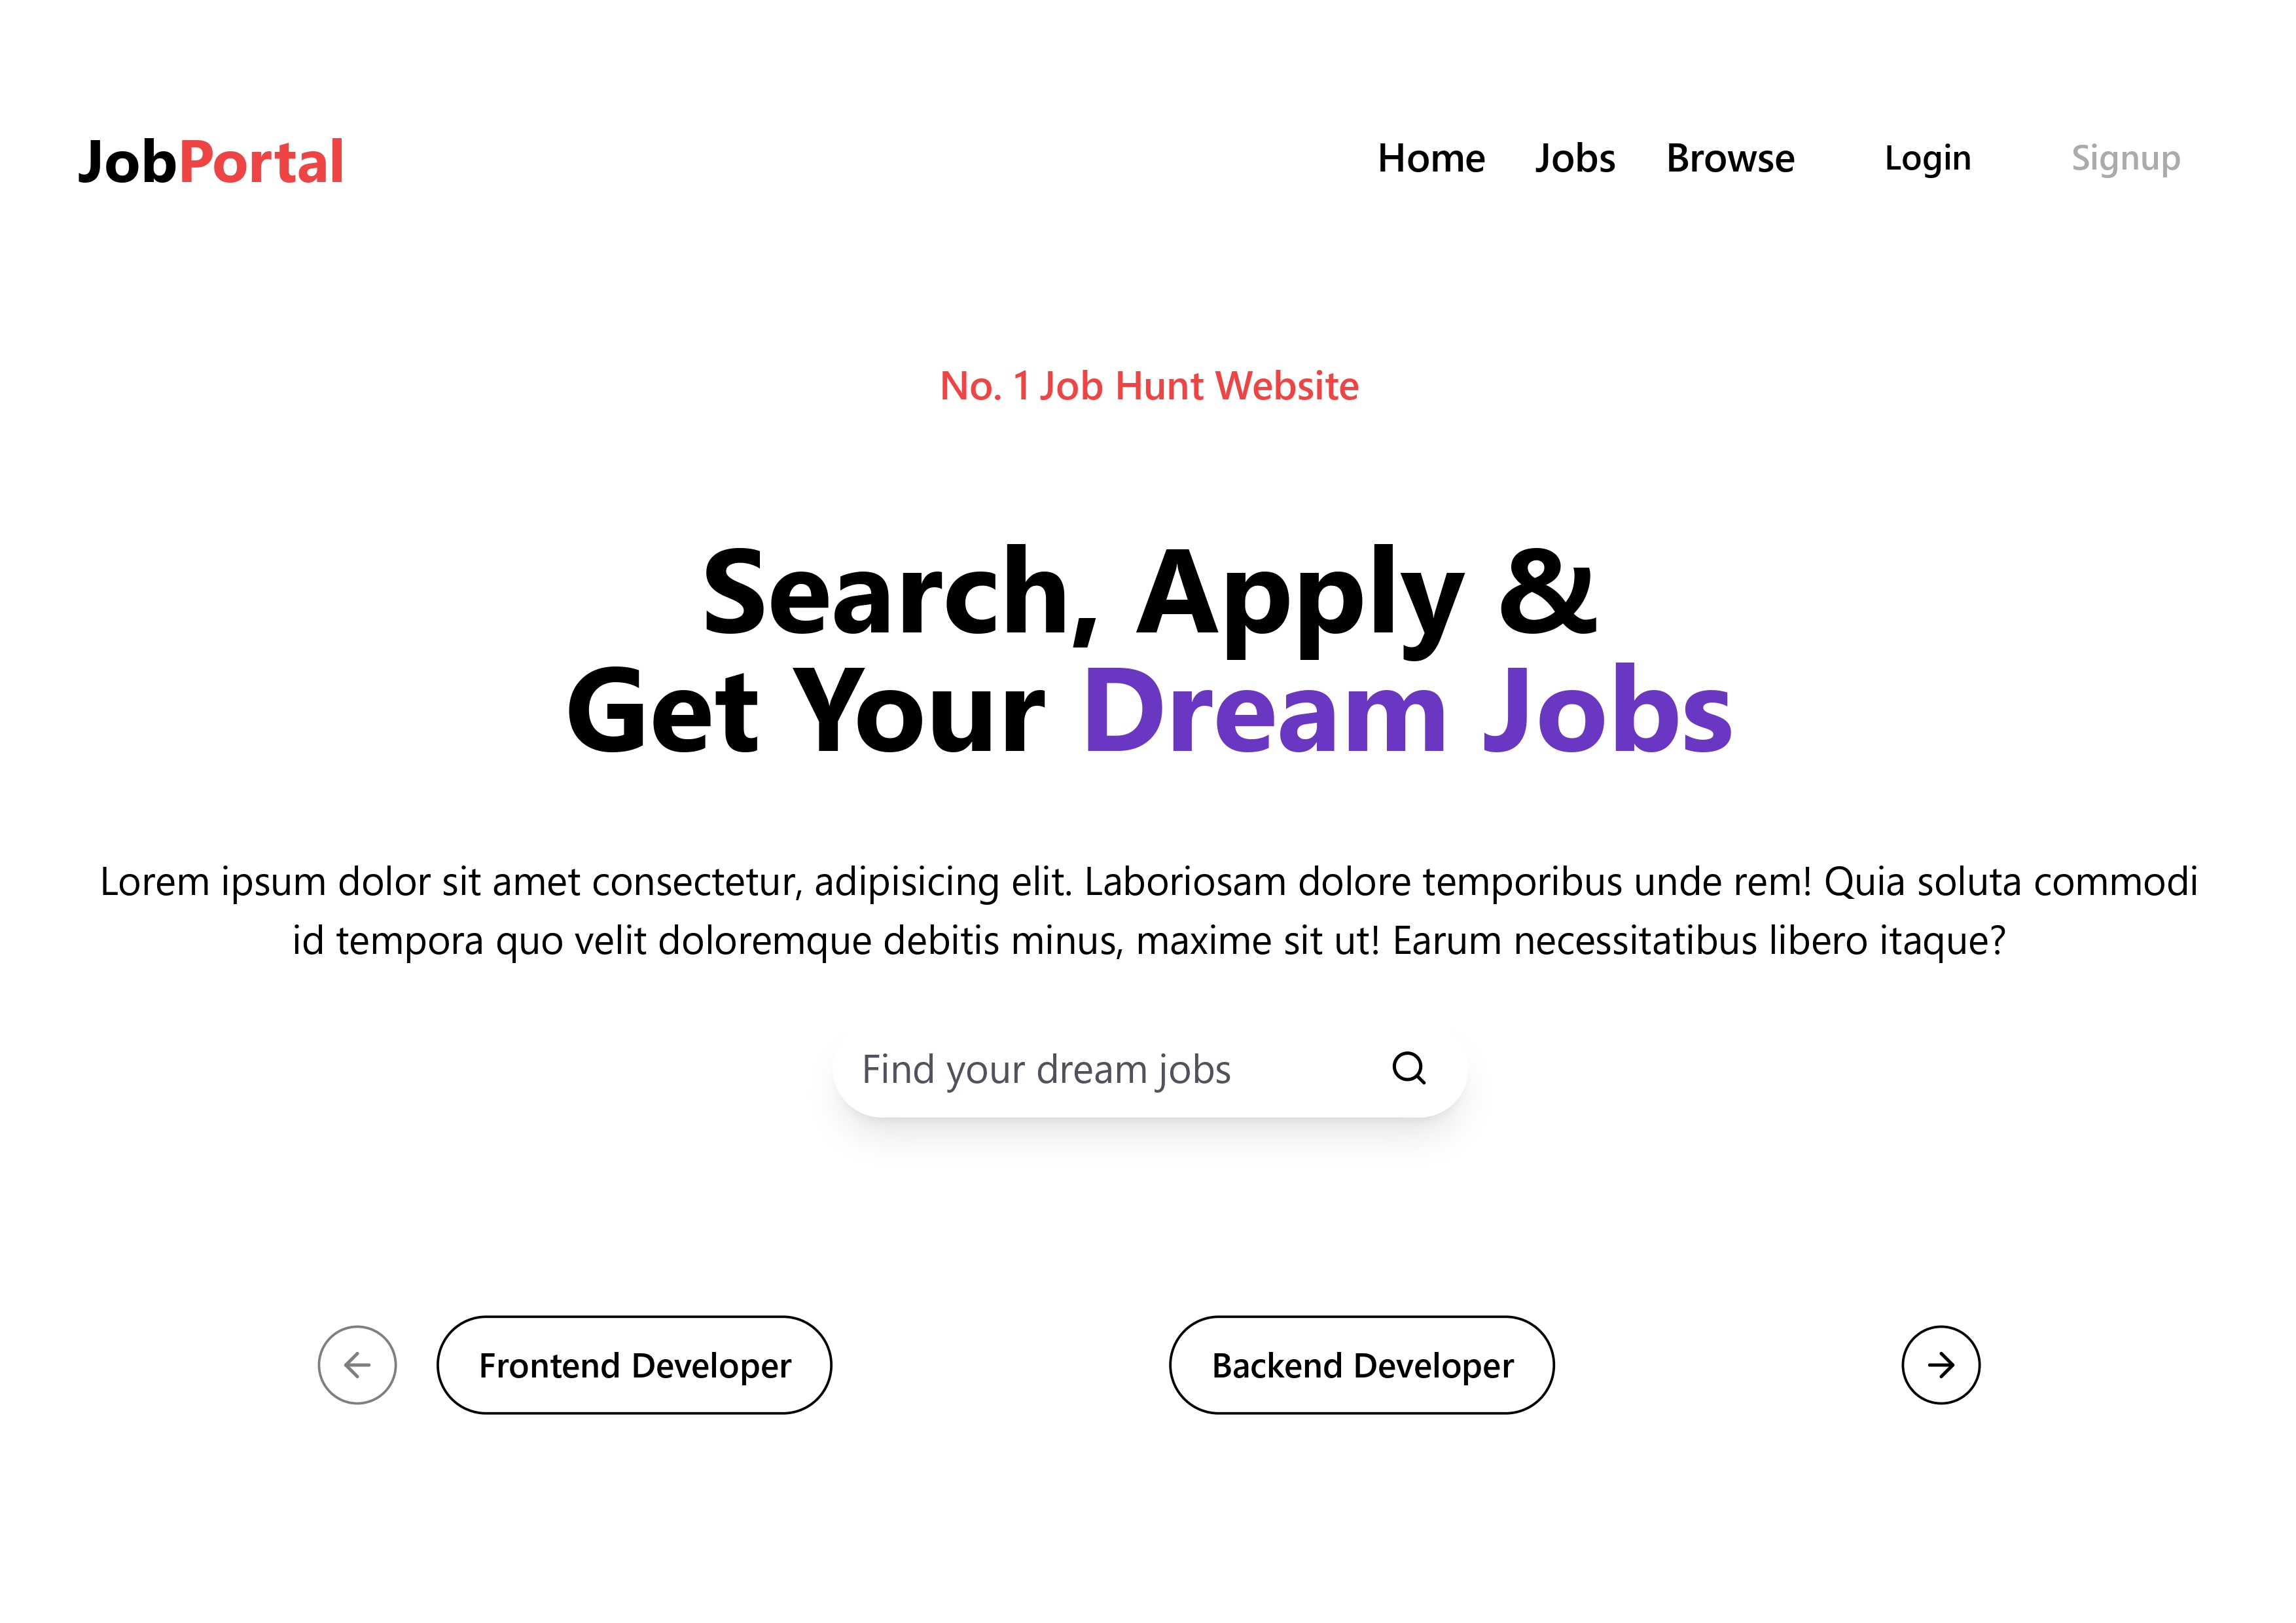 JobPortal
Home Jobs Browse Login Signup
No. 1 Job Hunt Website
Search, Apply &
Get Your Dream Jobs
Lorem ipsum dolor sit amet consectetur, adipisicing elit. Laboriosam dolore temporibus unde rem! Quia soluta commodi
id tempora quo velit doloremque debitis minus, maxime sit ut! Earum necessitatibus libero itaque?
Find your dream jobs
Frontend Developer
Backend Developer